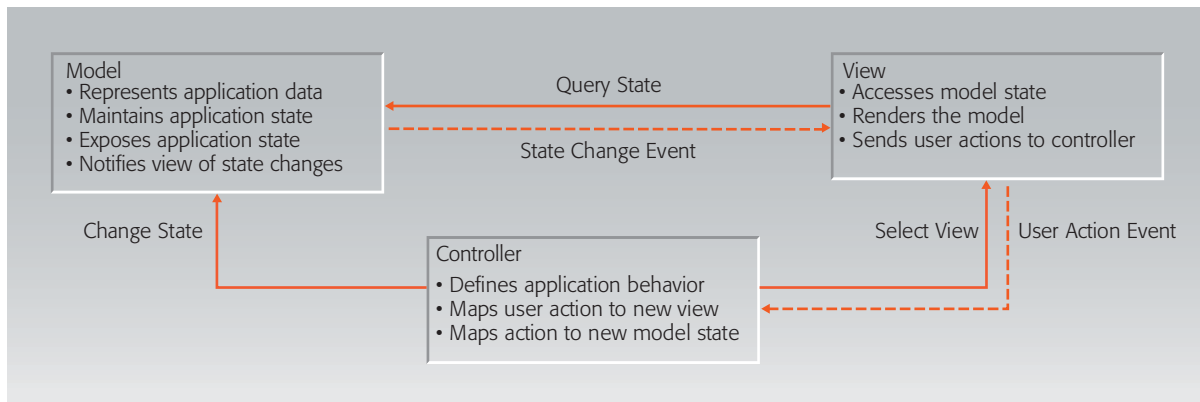 Model
• Represents application data
• Maintains application state
• Exposes application state
• Notifies view of state changes
Query State
State Change Event
View
• Accesses model state
• Renders the model
• Sends user actions to controller
Change State
Select View
User Action Event
Controller
• Defines application behavior
• Maps user action to new view
• Maps action to new model state